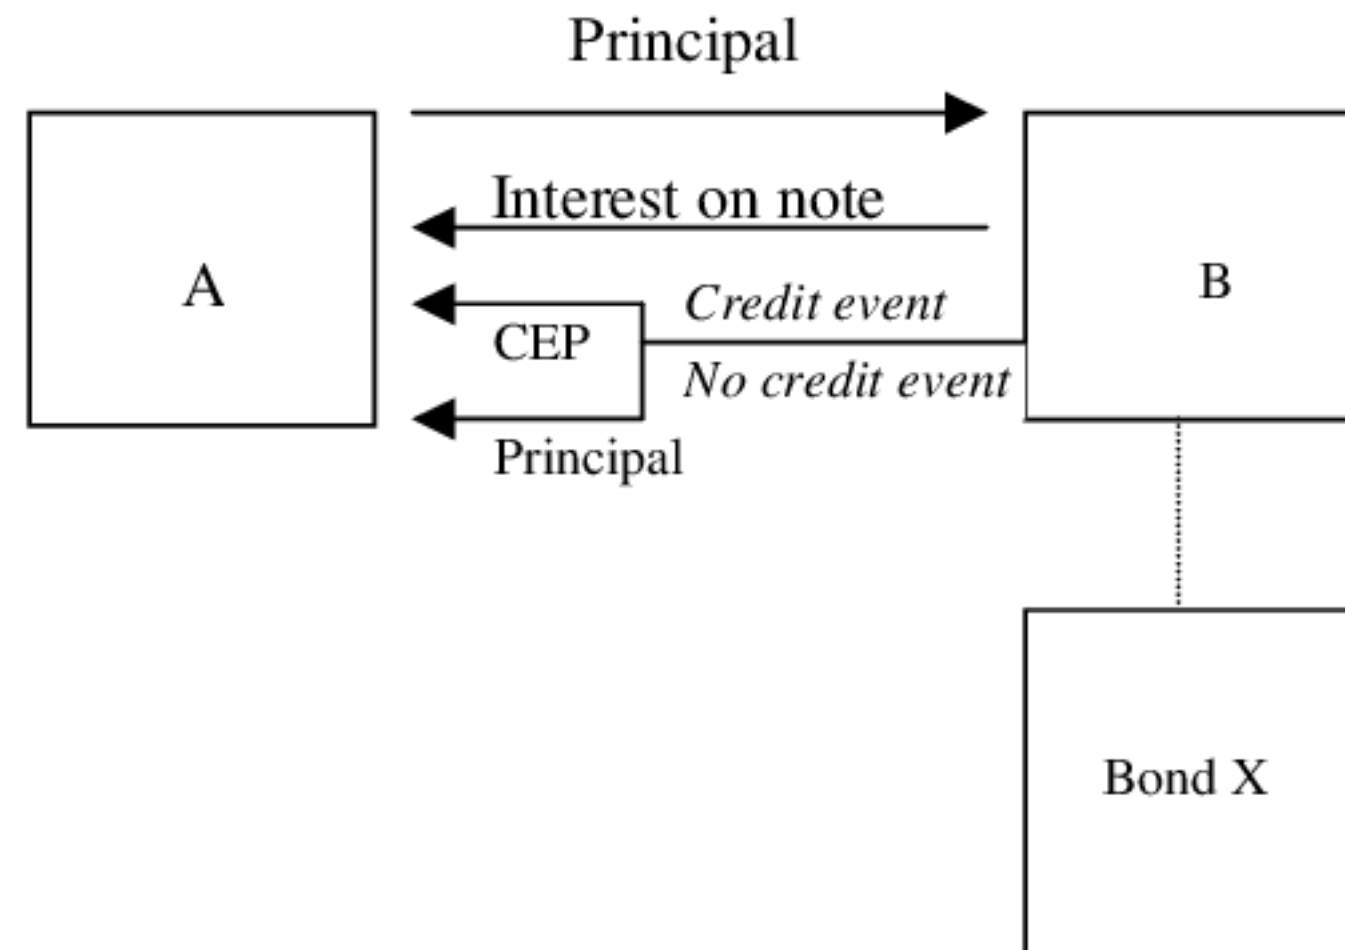 Principal
Interest on note
A
B
Credit event
CEP
No credit event
Principal
Bond X